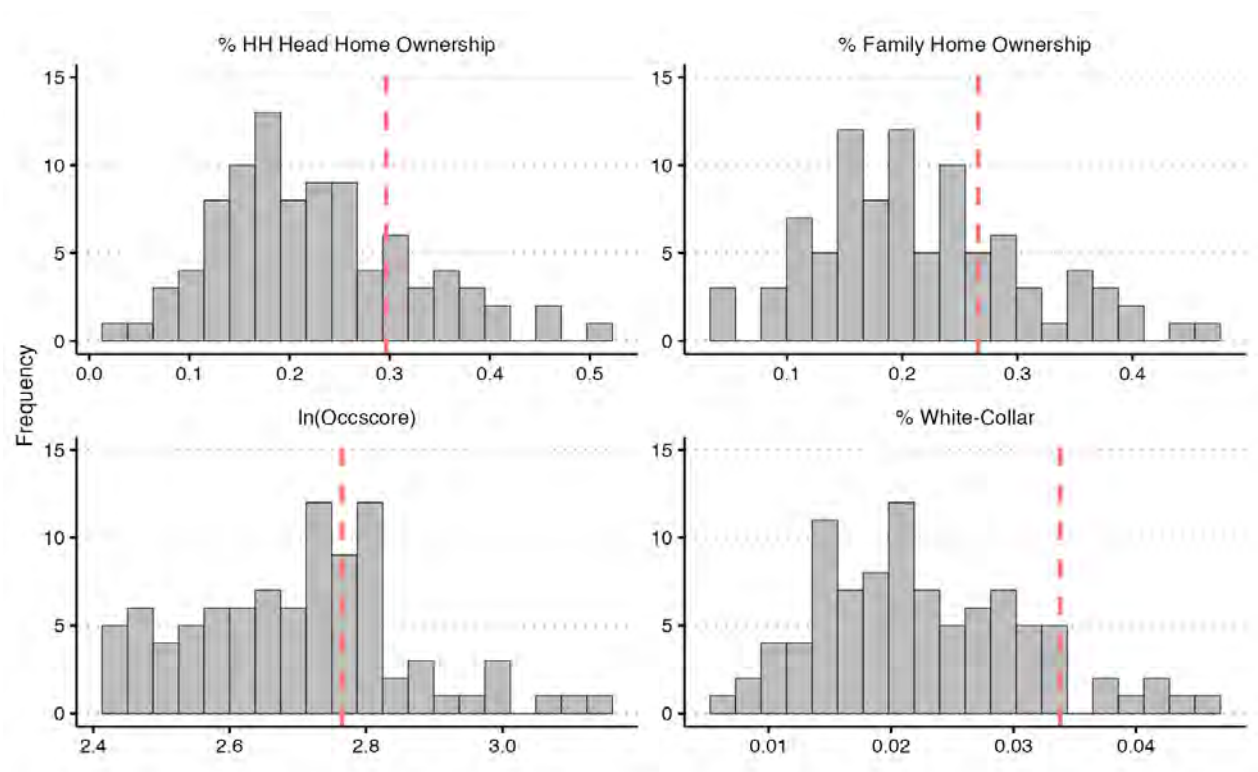 % HH Head Home Ownership
% Family Home Ownership
15
10
5
0
0.0 0.1 0.2 0.3 0.4 0.5
15
10
5
0
0.1 0.2 0.3 0.4
Frequency
ln(Occscore)
% White-Collar
15
10
5
0
2.4 2.6 2.8 3.0
15
10
5
0
0.01 0.02 0.03 0.04